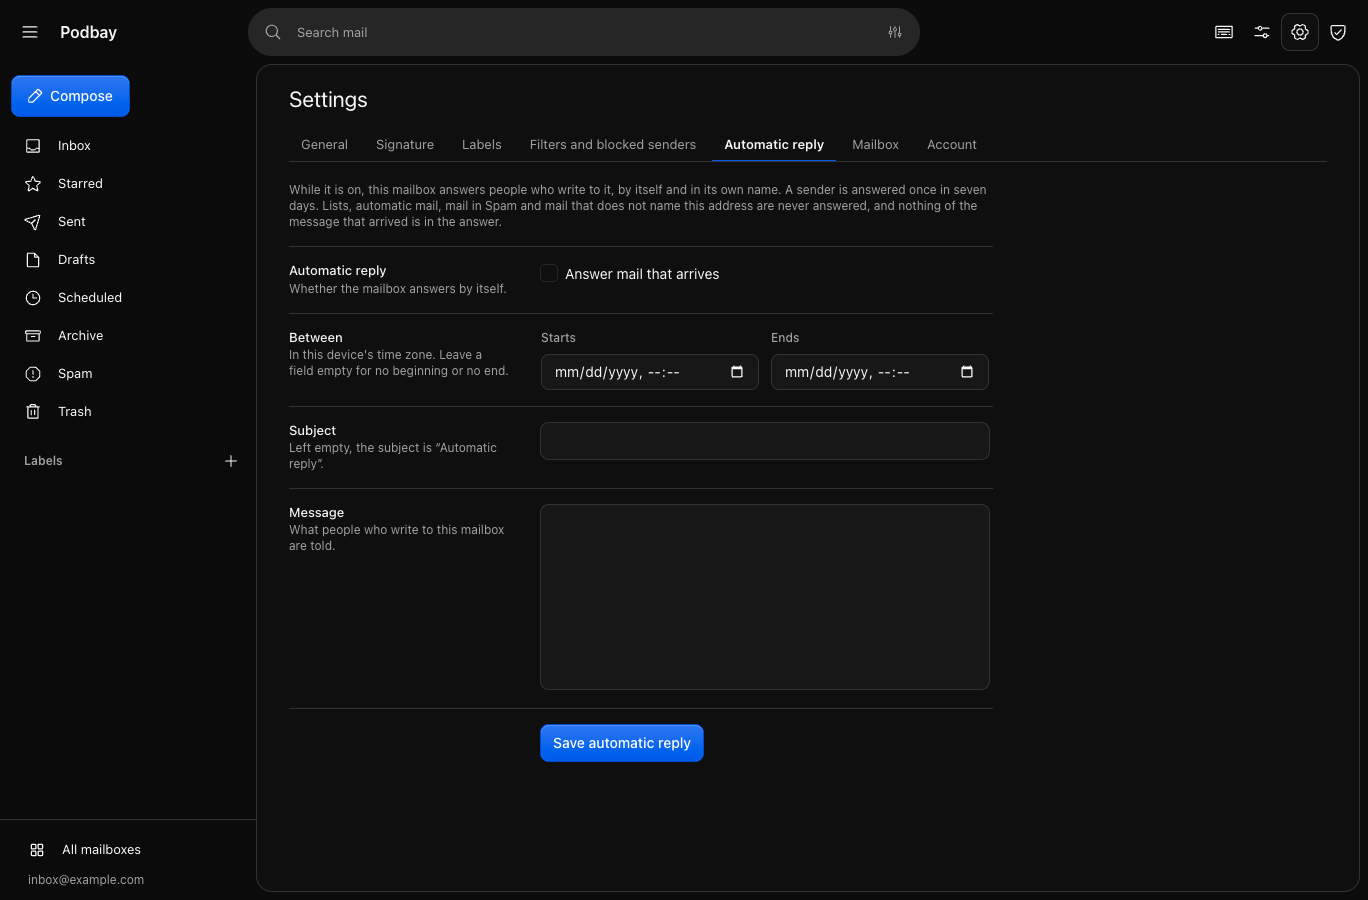 Podbay
Search mail
Compose
Inbox
Starred
Sent
Drafts
Scheduled
Archive
Spam
Trash
Labels
All mailboxes
inbox@example.com
Settings
General Signature Labels Filters and blocked senders Automatic reply Mailbox Account
While it is on, this mailbox answers people who write to it, by itself and in its own name. A sender is answered once in seven
days. Lists, automatic mail, mail in Spam and mail that does not name this address are never answered, and nothing of the
message that arrived is in the answer.
Automatic reply
Whether the mailbox answers by itself.
Answer mail that arrives
Between
In this device's time zone. Leave a
field empty for no beginning or no end.
Starts
mm/dd/yyyy, --:--
Ends
mm/dd/yyyy, --:--
Subject
Left empty, the subject is “Automatic
reply”.
Message
What people who write to this mailbox
are told.
Save automatic reply